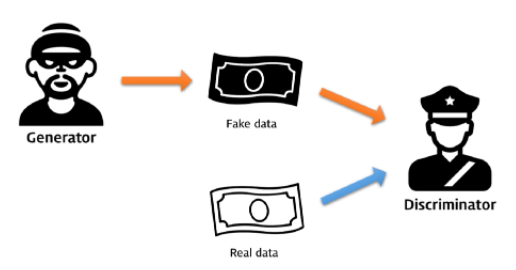 Generator
Fake data
Real data
Discriminator